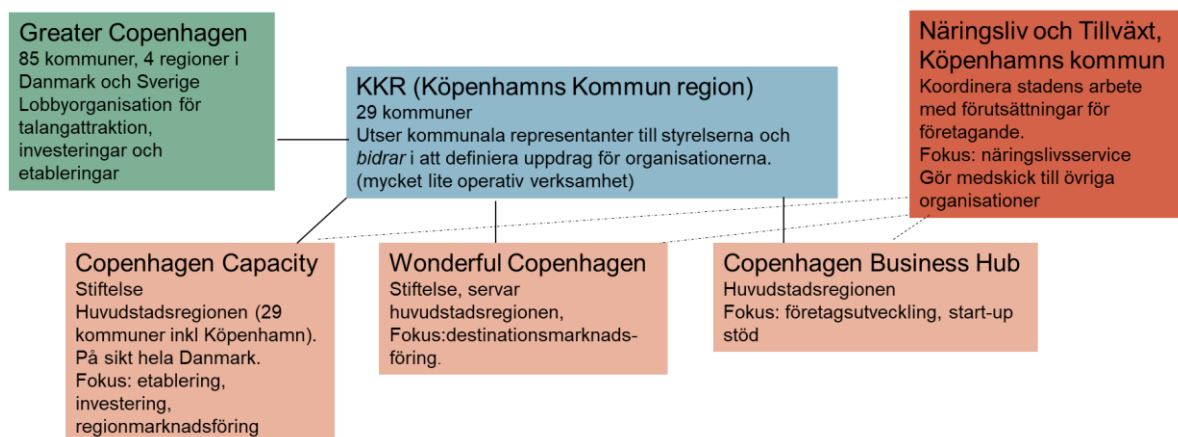 Greater Copenhagen
85 kommuner, 4 regioner i
Danmark och Sverige
Lobbyorganisation för
talangattraktion,
investeringar och
etableringar
KKR (Köpenhamns Kommun region)
29 kommuner
Utser kommunala representanter till styrelserna och
bidrar i att definiera uppdrag för organisationerna.
(mycket lite operativ verksamhet)
Näringsliv och Tillväxt,
Köpenhamns kommun
Koordinera stadens arbete
med förutsättningar för
företagande.
Fokus: näringslivsservice
Gör medskick till övriga
organisationer
Copenhagen Capacity
Stiftelse
Huvudstadsregionen (29
kommuner inkl Köpenhamn).
På sikt hela Danmark.
Fokus: etablering,
investering,
regionmarknadsföring
Wonderful Copenhagen
Stiftelse, servar
huvudstadsregionen,
Fokus:destinationsmarknads-
föring.
Copenhagen Business Hub
Huvudstadsregionen
Fokus: företagsutveckling, start-up
stöd